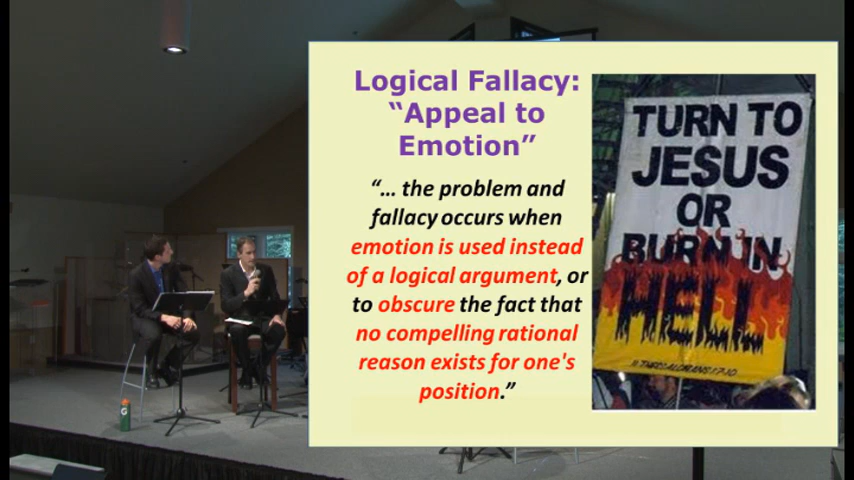 Logical Fallacy:
“Appeal to
Emotion”
“... the problem and
fallacy occurs when
emotion is used instead
of a logical argument, or
to obscure the fact that
no compelling rational
reason exists for one's
position.”
TURN TO
JESUS
OR
BURN IN
HELL
G